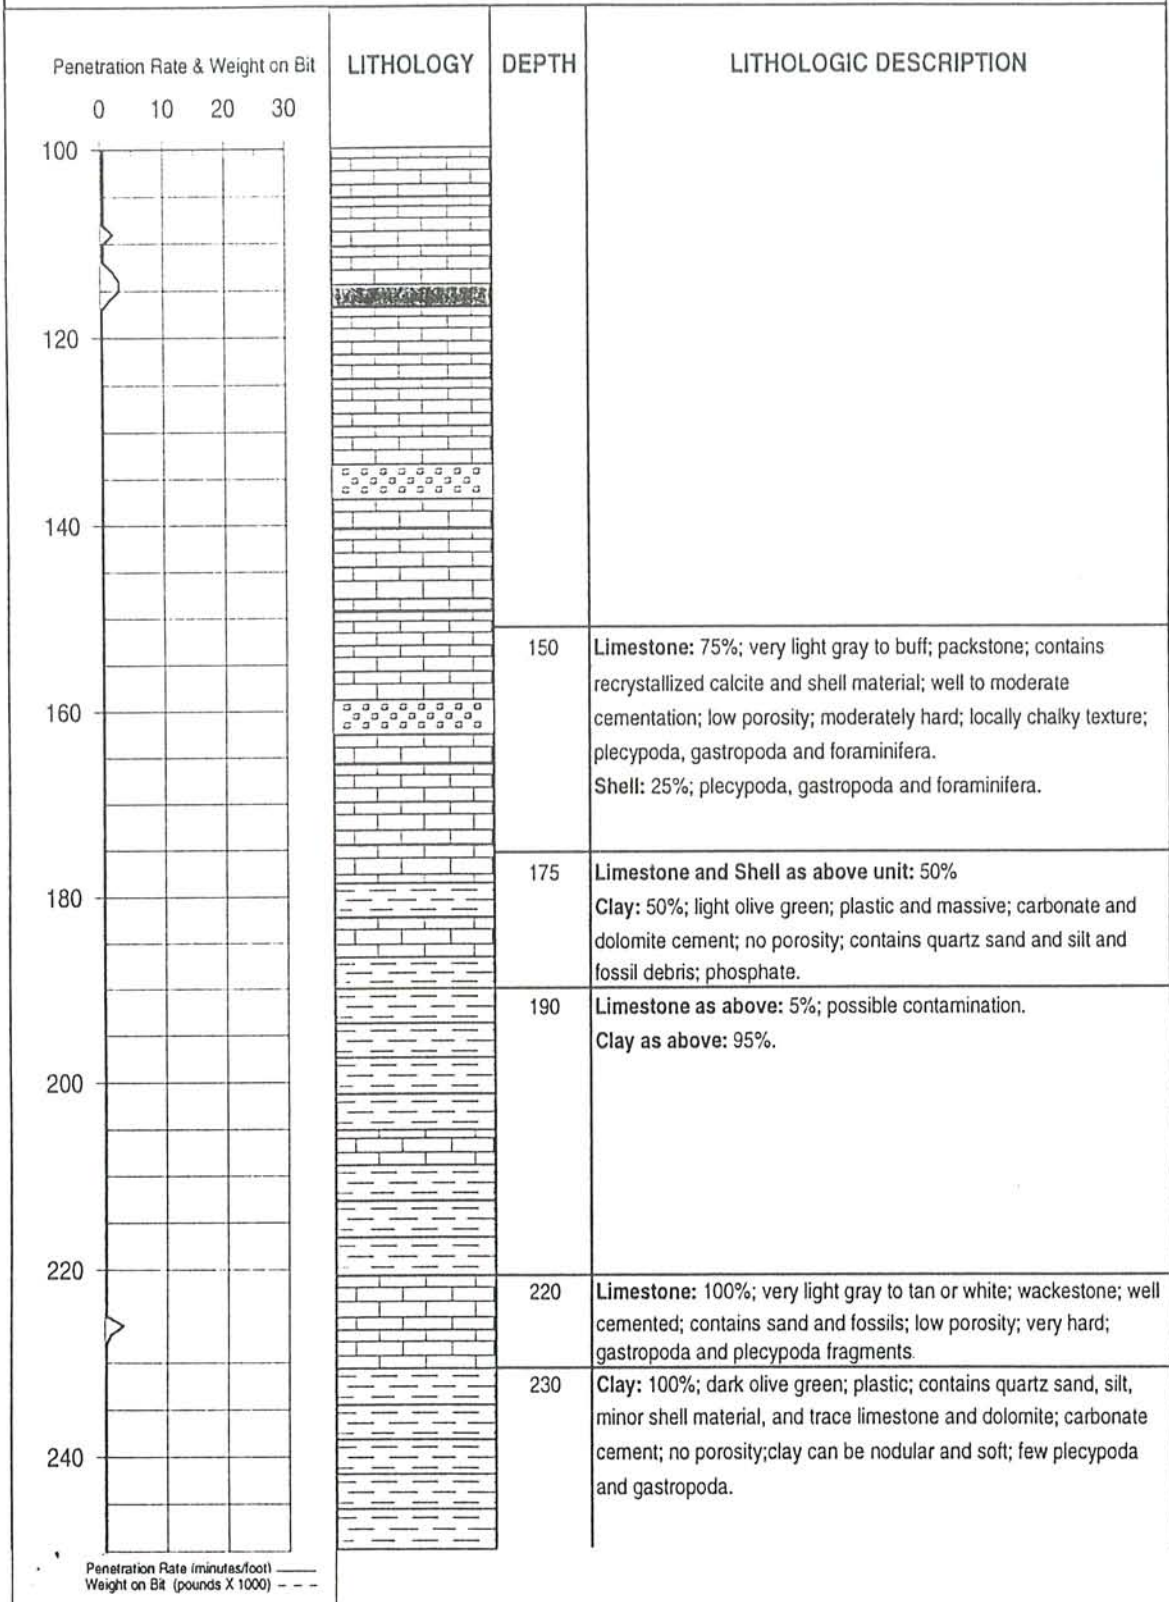 Penetration Rate & Weight on Bit
LITHOLOGY
DEPTH
LITHOLOGIC DESCRIPTION
0 10 20 30
100
120
140
160
180
200
220
240
150
Limestone: 75%; very light gray to buff; packstone; contains
recrystallized calcite and shell material; well to moderate
cementation; low porosity; moderately hard; locally chalky texture;
plecypoda, gastropoda and foraminifera.
Shell: 25%; plecypoda, gastropoda and foraminifera.
175
Limestone and Shell as above unit: 50%
Clay: 50%; light olive green; plastic and massive; carbonate and
dolomite cement; no porosity; contains quartz sand and silt and
fossil debris; phosphate.
190
Limestone as above: 5%; possible contamination.
Clay as above: 95%.
220
Limestone: 100%; very light gray to tan or white; wackestone; well
cemented; contains sand and fossils; low porosity; very hard;
gastropoda and plecypoda fragments.
230
Clay: 100%; dark olive green; plastic; contains quartz sand, silt,
minor shell material, and trace limestone and dolomite; carbonate
cement; no porosity;clay can be nodular and soft; few plecypoda
and gastropoda.
Penetration Rate (minutes/foot) ——
Weight on Bit (pounds X 1000) – – –